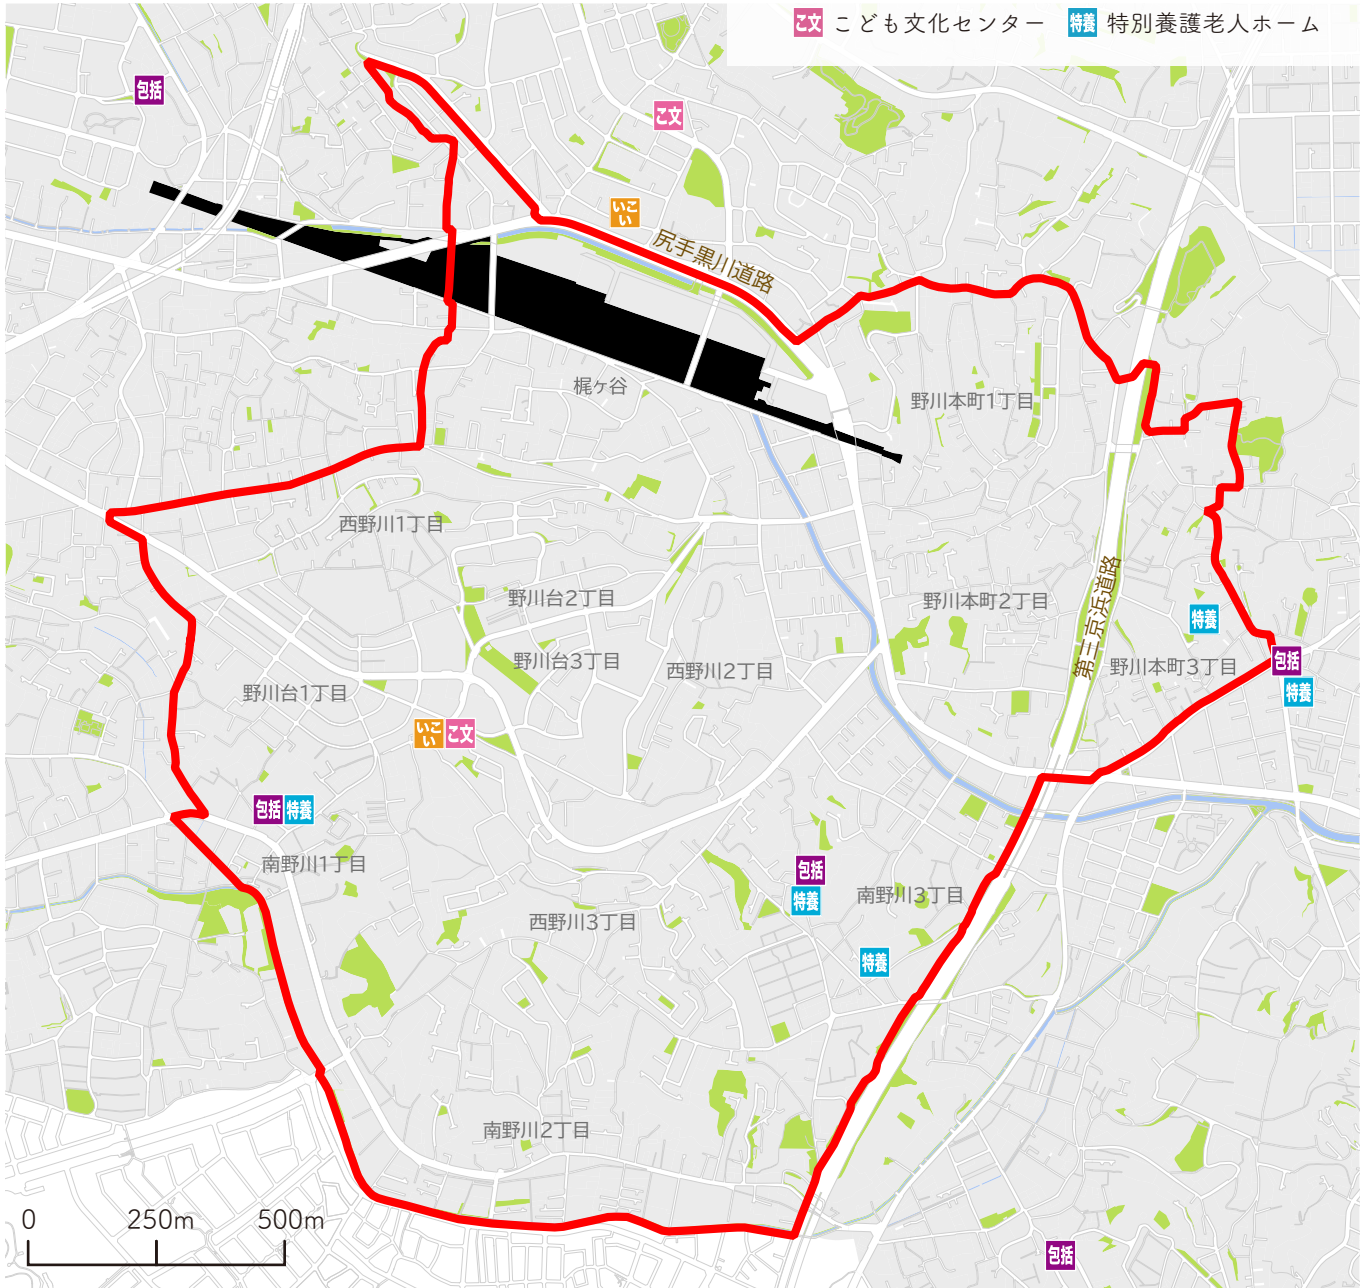 こ文 こども文化センター 特養 特別養護老人ホーム
包括
こ文
いこ
い
尻手黒川道路
梶ヶ谷
野川本町1丁目
西野川1丁目
野川台2丁目
野川本町2丁目
第三京浜道路
特養
野川台3丁目
西野川2丁目
野川本町3丁目
包括
特養
野川台1丁目
いこ
い
こ文
包括 特養
南野川1丁目
包括
特養
南野川3丁目
西野川3丁目
特養
南野川2丁目
0 250m 500m
包括